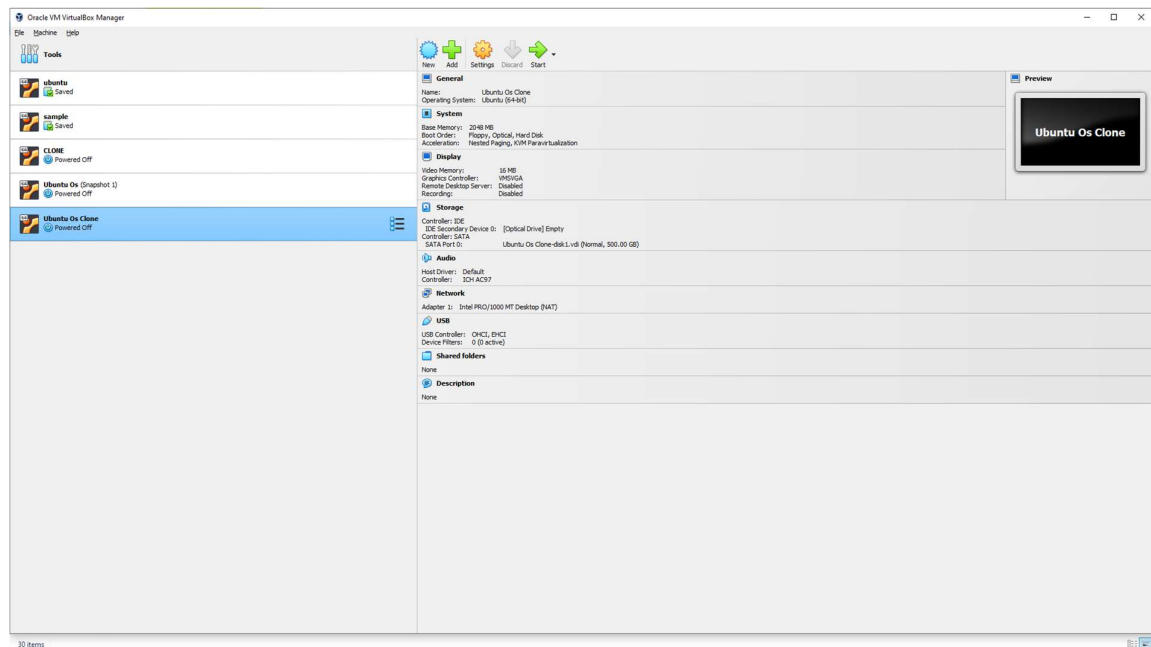 Oracle VM VirtualBox Manager
File Machine Help
Tools
New Add Settings Discard Start
ubuntu
Saved
sample
Saved
CLONE
Powered Off
Ubuntu Os (Snapshot 1)
Powered Off
Ubuntu Os Clone
Powered Off
General
Name: Ubuntu Os Clone
Operating System: Ubuntu (64-bit)
System
Base Memory: 2048 MB
Boot Order: Floppy, Optical, Hard Disk
Acceleration: Nested Paging, KVM Paravirtualization
Display
Video Memory: 16 MB
Graphics Controller: VMSVGA
Remote Desktop Server: Disabled
Recording: Disabled
Storage
Controller: IDE
IDE Secondary Device 0: [Optical Drive] Empty
Controller: SATA
SATA Port 0: Ubuntu Os Clone-disk1.vdi (Normal, 500.00 GB)
Audio
Host Driver: Default
Controller: ICH AC97
Network
Adapter 1: Intel PRO/1000 MT Desktop (NAT)
USB
USB Controller: OHCI, EHCI
Device Filters: 0 (0 active)
Shared folders
None
Description
None
Preview
Ubuntu Os Clone
30 items